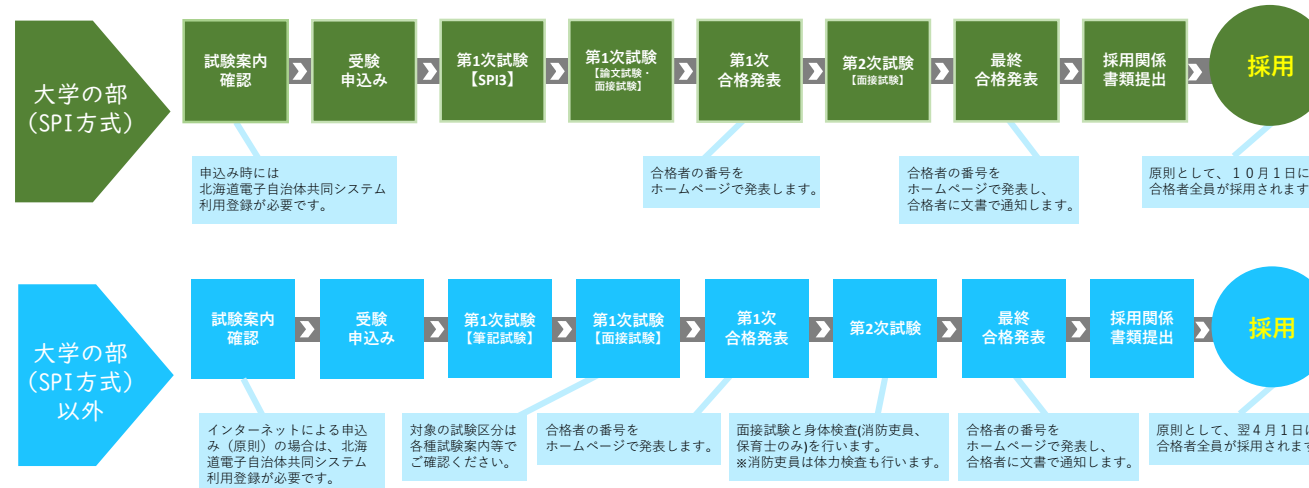 大学の部
（SPI方式）
試験案内
確認
受験
申込み
第1次試験
【SPI3】
第1次試験
【論文試験・
面接試験】
第1次
合格発表
第2次試験
【面接試験】
最終
合格発表
採用関係
書類提出
採用
申込み時には
北海道電子自治体共同システム
利用登録が必要です。
合格者の番号を
ホームページで発表します。
合格者の番号を
ホームページで発表し、
合格者に文書で通知します。
原則として、１０月１日に
合格者全員が採用されます
大学の部
（SPI方式）
以外
試験案内
確認
受験
申込み
第1次試験
【筆記試験】
第1次試験
【面接試験】
第1次
合格発表
第2次試験
最終
合格発表
採用関係
書類提出
採用
インターネットによる申込
み（原則）の場合は、北海
道電子自治体共同システム
利用登録が必要です。
対象の試験区分は
各種試験案内等で
ご確認ください。
合格者の番号を
ホームページで発表します。
面接試験と身体検査(消防吏員、
保育士のみ)を行います。
※消防吏員は体力検査も行います。
合格者の番号を
ホームページで発表し、
合格者に文書で通知します。
原則として、翌４月１日に
合格者全員が採用されます